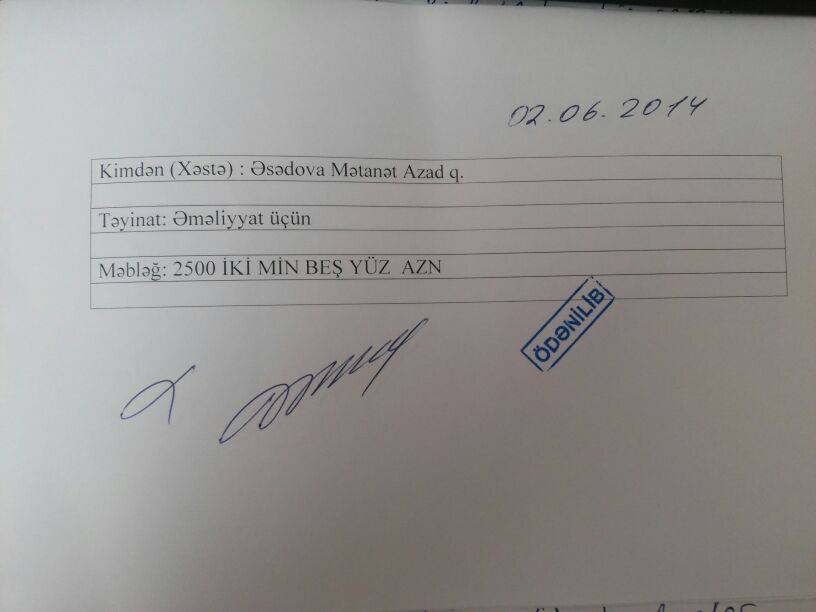 02.06.2014
Kimdən (Xəstə) : Əsədova Mətanət Azad q.
Təyinat: Əməliyyat üçün
Məbləğ: 2500 İKİ MİN BEŞ YÜZ AZN
ÖDƏNİLİB